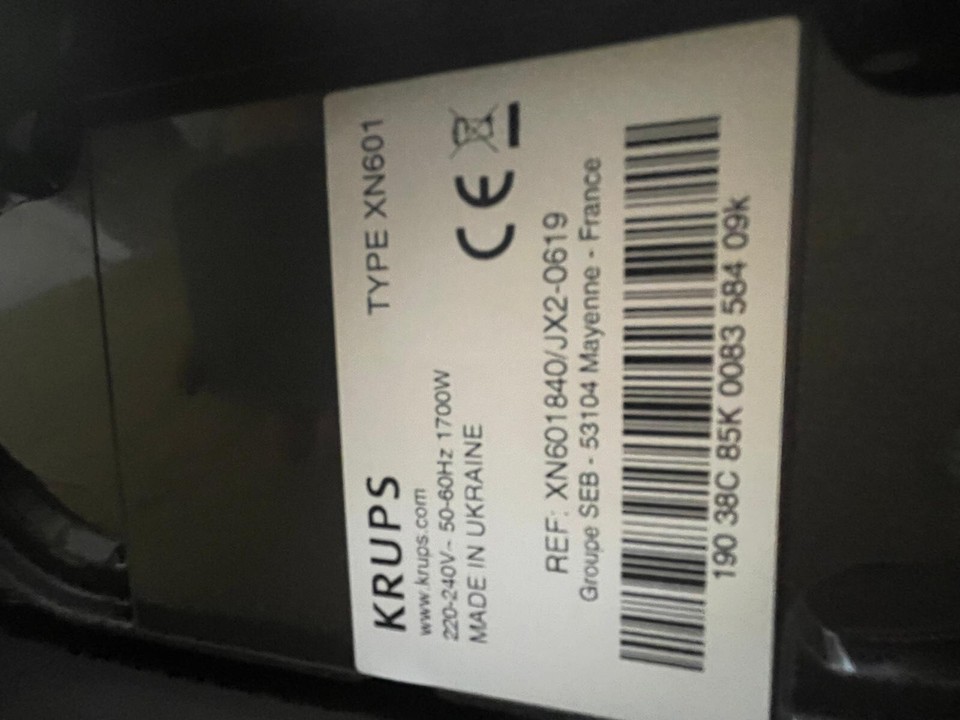 KRUPS
TYPE XN601
www.krups.com
220-240V~ 50-60Hz 1700W
MADE IN UKRAINE
CE
REF: XN601840/JX2-0619
Groupe SEB - 53104 Mayenne - France
190 38C 85K 0083 584 09k